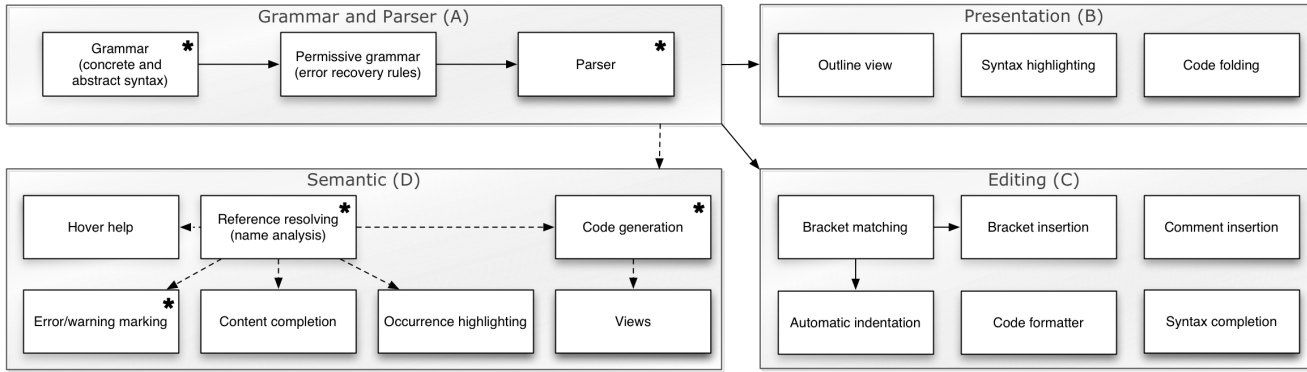 Grammar and Parser (A)
Grammar
(concrete and
abstract syntax)
*
Permissive grammar
(error recovery rules)
Parser
*
Presentation (B)
Outline view
Syntax highlighting
Code folding
Semantic (D)
Hover help
Reference resolving
(name analysis)
*
Code generation
*
Error/warning marking
*
Content completion
Occurrence highlighting
Views
Editing (C)
Bracket matching
Bracket insertion
Comment insertion
Automatic indentation
Code formatter
Syntax completion